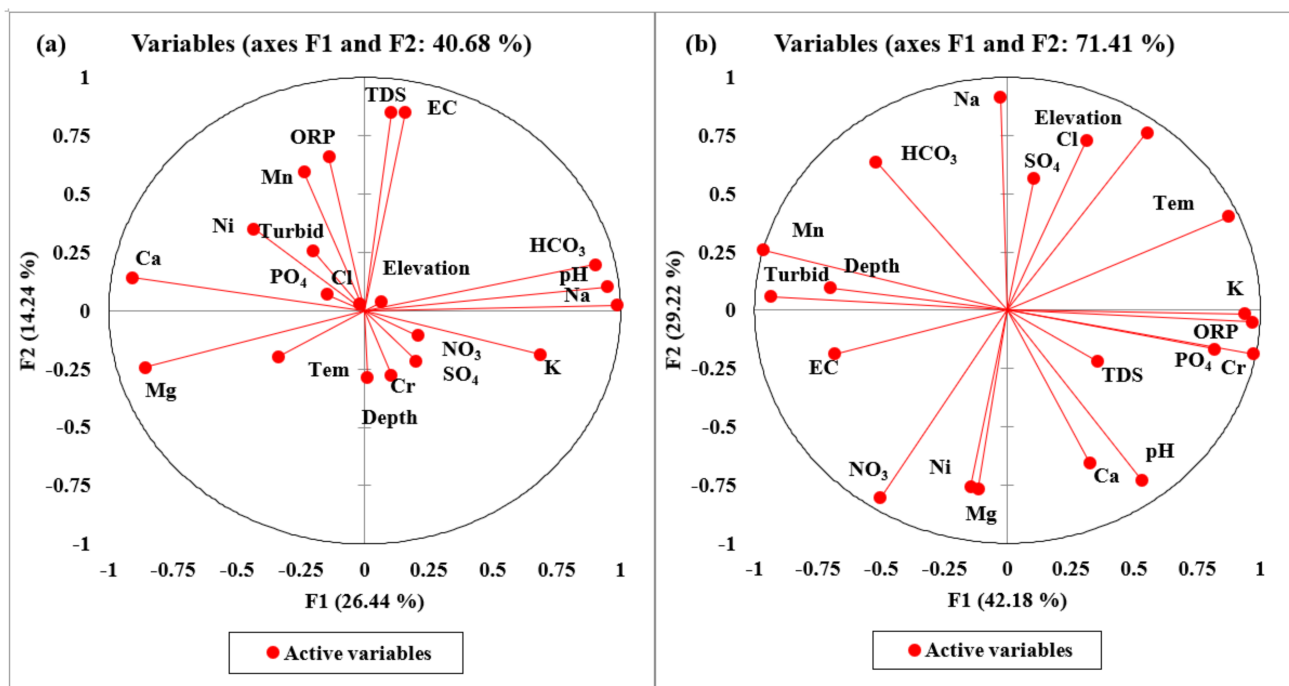 (a) Variables (axes F1 and F2: 40.68 %)
1
0.75
0.5
0.25
0
-0.25
-0.5
-0.75
-1
F2 (14.24 %)
TDS EC
ORP
Mn
Ni Turbid
Ca
HCO₃
PO₄ Cl Elevation
pH
Na
NO₃
Tem
K
SO₄
Cr
Mg
Depth
-1 -0.75 -0.5 -0.25 0 0.25 0.5 0.75 1
F1 (26.44 %)
Active variables
(b) Variables (axes F1 and F2: 71.41 %)
1
0.75
0.5
0.25
0
-0.25
-0.5
-0.75
-1
F2 (29.22 %)
Na
Elevation
Cl
HCO₃
SO₄
Tem
Mn
Depth
Turbid
K
ORP
EC
PO₄ Cr
TDS
pH
NO₃ Ni
Ca
Mg
-1 -0.75 -0.5 -0.25 0 0.25 0.5 0.75 1
F1 (42.18 %)
Active variables